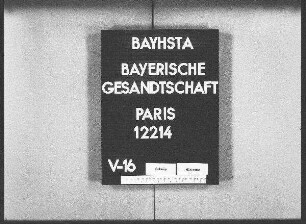 BAYHSTA
BAYERISCHE
GESANDTSCHAFT
PARIS
12214
V-16